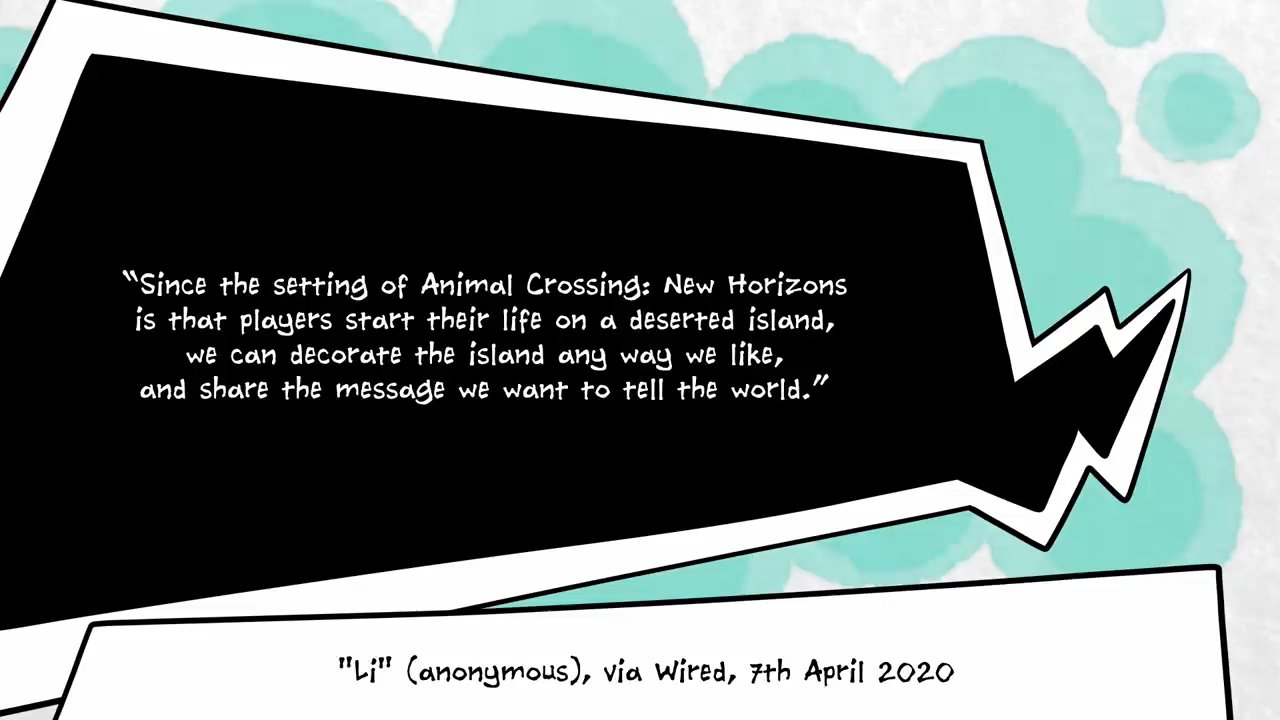 “Since the setting of Animal Crossing: New Horizons
is that players start their life on a deserted island,
we can decorate the island any way we like,
and share the message we want to tell the world.”
"Li" (anonymous), via Wired, 7th April 2020